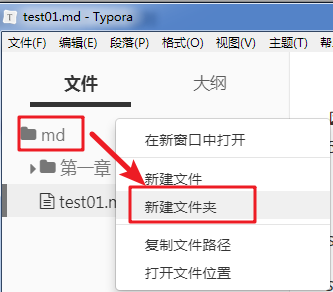 test01.md - Typora
文件(F) 编辑(E) 段落(P) 格式(O) 视图(V) 主题(T)
文件 大纲
md
在新窗口中打开
第一章
新建文件
test01.m
新建文件夹
复制文件路径
打开文件位置